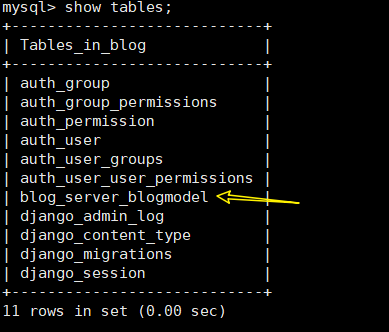 mysql> show tables;
+----------------------------+
| Tables_in_blog             |
+----------------------------+
| auth_group                 |
| auth_group_permissions     |
| auth_permission            |
| auth_user                  |
| auth_user_groups           |
| auth_user_user_permissions |
| blog_server_blogmodel      |
| django_admin_log           |
| django_content_type        |
| django_migrations          |
| django_session             |
+----------------------------+
11 rows in set (0.00 sec)